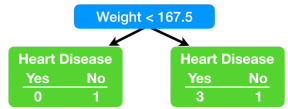 Weight < 167.5
Heart Disease
Yes No
0 1
Heart Disease
Yes No
3 1